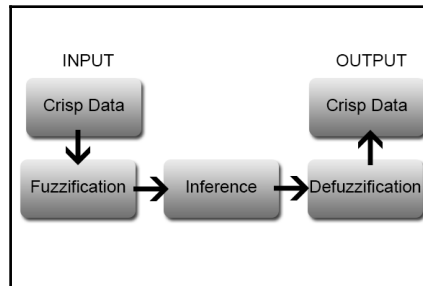 INPUT
OUTPUT
Crisp Data
Crisp Data
Fuzzification
Inference
Defuzzification